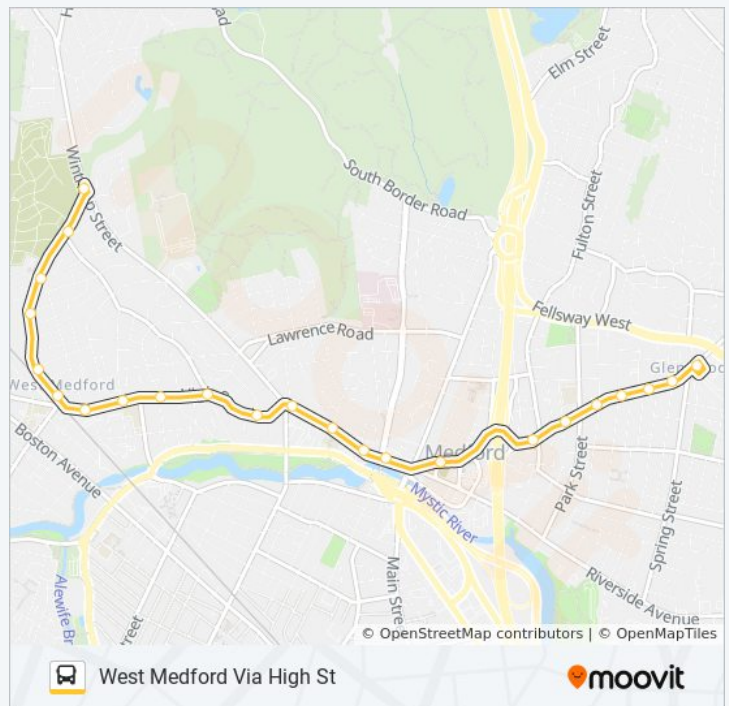 Elm Street
South Border Road
Fulton Street
Fellsway West
Lawrence Road
West Medford
Medford
Boston Avenue
Park Street
Mystic River
Spring Street
Main Stre
Riverside Avenue
Alewife Br
treet
© OpenStreetMap contributors | © OpenMapTiles
West Medford Via High St
moovit